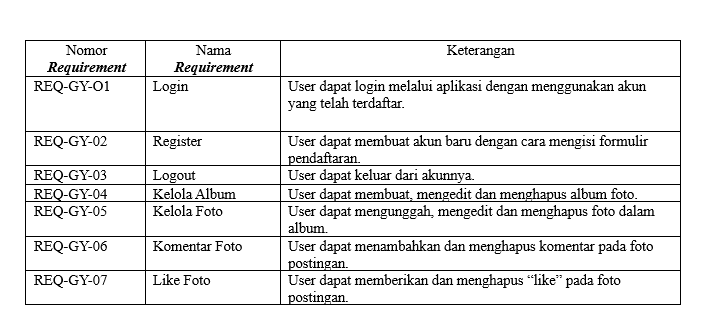 Nomor Requirement
Nama Requirement
Keterangan
REQ-GY-O1
Login
User dapat login melalui aplikasi dengan menggunakan akun
yang telah terdaftar.
REQ-GY-02
Register
User dapat membuat akun baru dengan cara mengisi formulir
pendaftaran.
REQ-GY-03
Logout
User dapat keluar dari akunnya.
REQ-GY-04
Kelola Album
User dapat membuat, mengedit dan menghapus album foto.
REQ-GY-05
Kelola Foto
User dapat mengunggah, mengedit dan menghapus foto dalam
album.
REQ-GY-06
Komentar Foto
User dapat menambahkan dan menghapus komentar pada foto
postingan.
REQ-GY-07
Like Foto
User dapat memberikan dan menghapus “like” pada foto
postingan.